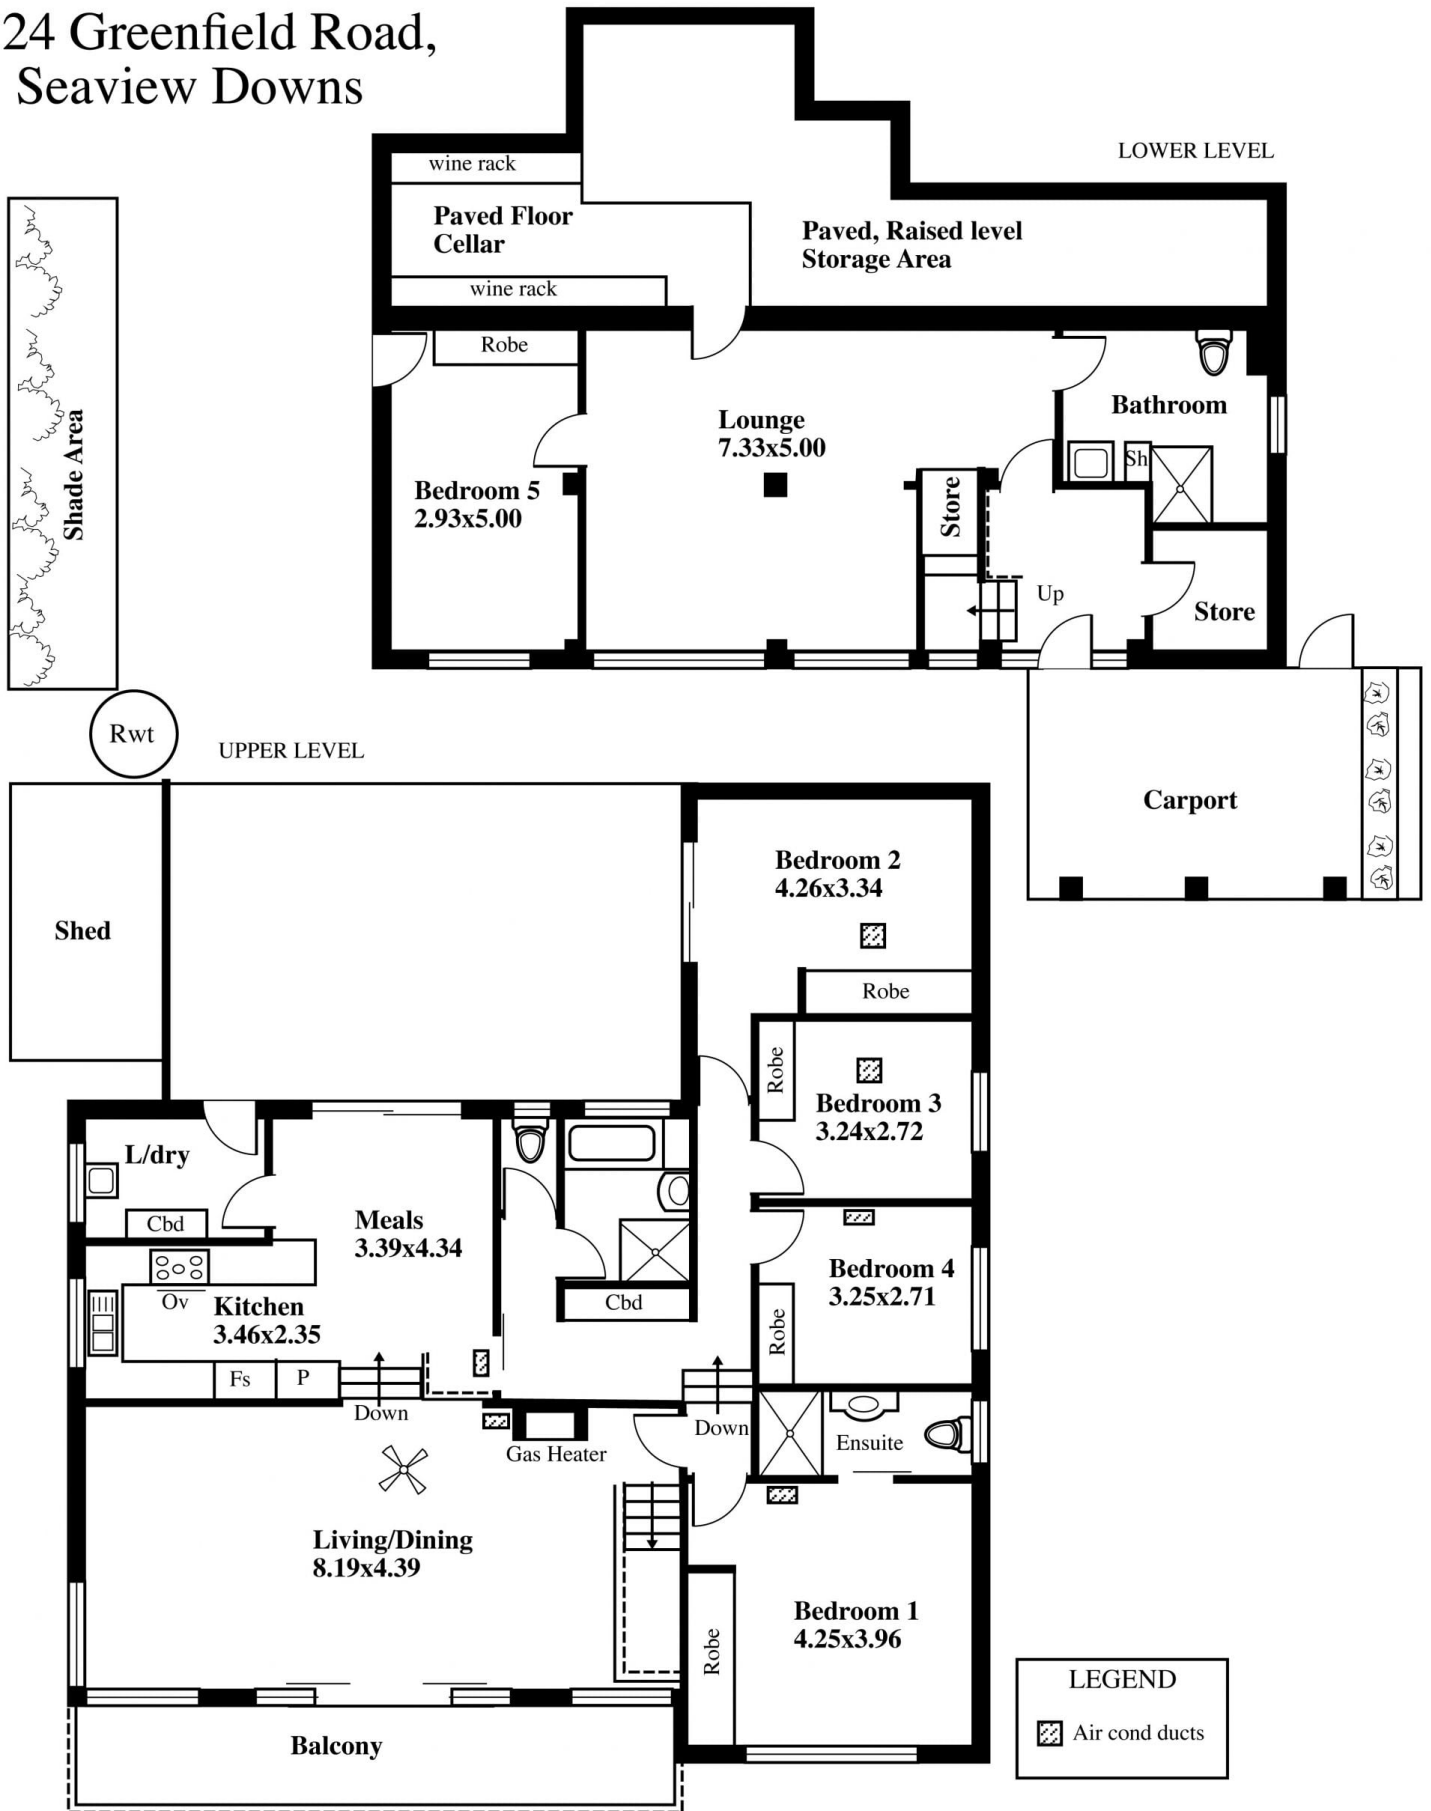 24 Greenfield Road,
Seaview Downs
LOWER LEVEL
wine rack
Paved Floor
Cellar
wine rack
Paved, Raised level
Storage Area
Robe
Lounge
7.33x5.00
Bathroom
Sh
Bedroom 5
2.93x5.00
Store
Up
Store
Shade Area
Rwt
Carport
UPPER LEVEL
Shed
Bedroom 2
4.26x3.34
Robe
Robe
Bedroom 3
3.24x2.72
L/dry
Cbd
Meals
3.39x4.34
Ov
Kitchen
3.46x2.35
Fs
P
Cbd
Bedroom 4
3.25x2.71
Robe
Down
Down
Gas Heater
Ensuite
Living/Dining
8.19x4.39
Bedroom 1
4.25x3.96
Robe
Balcony
LEGEND
Air cond ducts